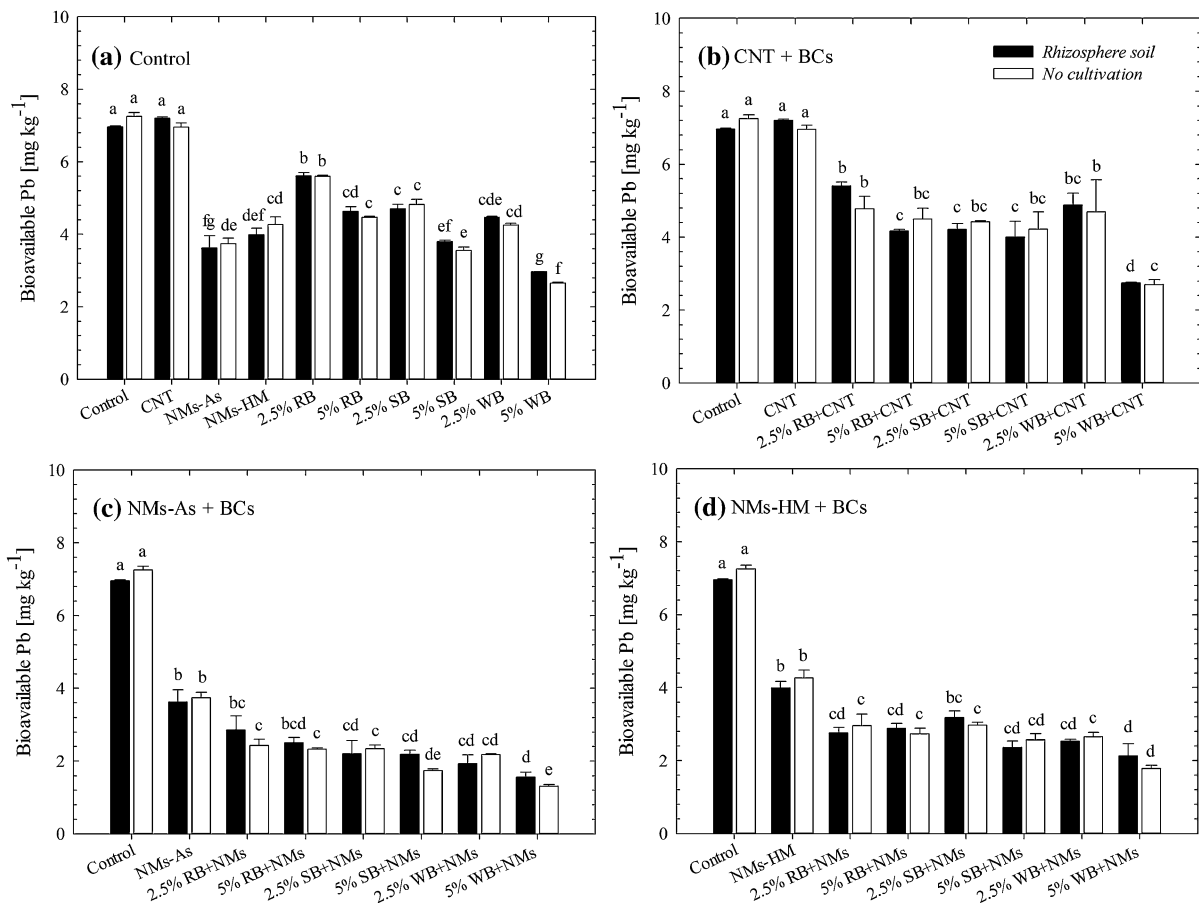 (a) Control
Bioavailable Pb [mg kg-1]
10
8
6
4
2
0
a a a a fg de def cd b b cd c c c ef e cde cd g f
Control CNT NMs-As NMs-HM 2.5% RB 5% RB 2.5% SB 5% SB 2.5% WB 5% WB
(b) CNT + BCs
Rhizosphere soil
No cultivation
Bioavailable Pb [mg kg-1]
10
8
6
4
2
0
a a a a b b c bc c bc c bc bc b d c
Control CNT 2.5% RB+CNT 5% RB+CNT 2.5% SB+CNT 5% SB+CNT 2.5% WB+CNT 5% WB+CNT
(c) NMs-As + BCs
Bioavailable Pb [mg kg-1]
10
8
6
4
2
0
a a b b bc c bcd c cd c cd de cd cd d e
Control NMs-As 2.5% RB+NMs 5% RB+NMs 2.5% SB+NMs 5% SB+NMs 2.5% WB+NMs 5% WB+NMs
(d) NMs-HM + BCs
Bioavailable Pb [mg kg-1]
10
8
6
4
2
0
a a b b cd c cd c bc c cd cd cd c d d
Control NMs-HM 2.5% RB+NMs 5% RB+NMs 2.5% SB+NMs 5% SB+NMs 2.5% WB+NMs 5% WB+NMs